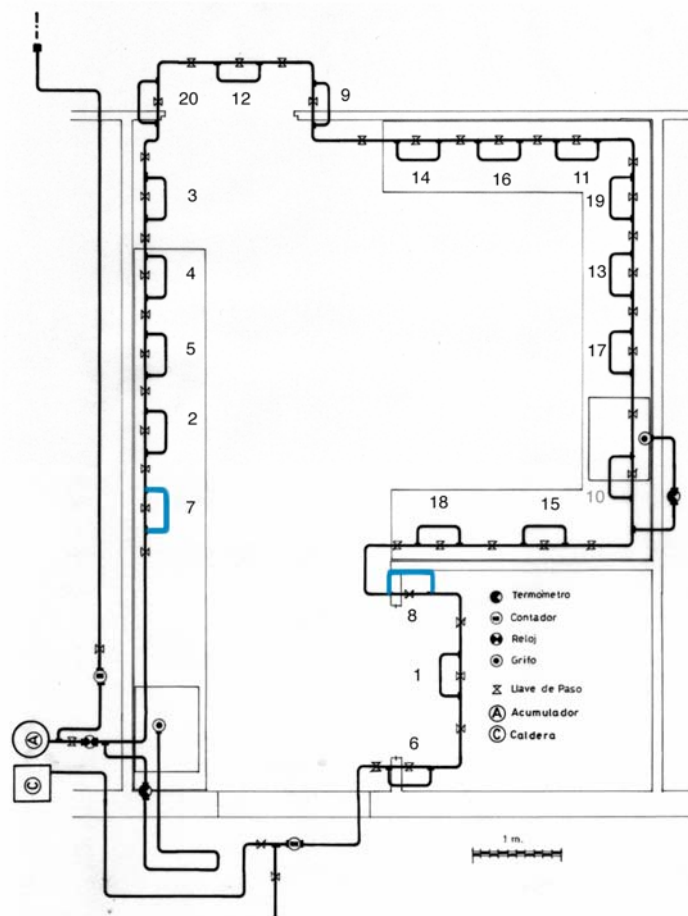 20
12
9
14
16
11
3
19
4
13
5
17
2
7
10
18
15
8
1
6
Termometro
Contador
Reloj
Grifo
Llave de Paso
A Acumulador
C Caldera
A
C
1 m.